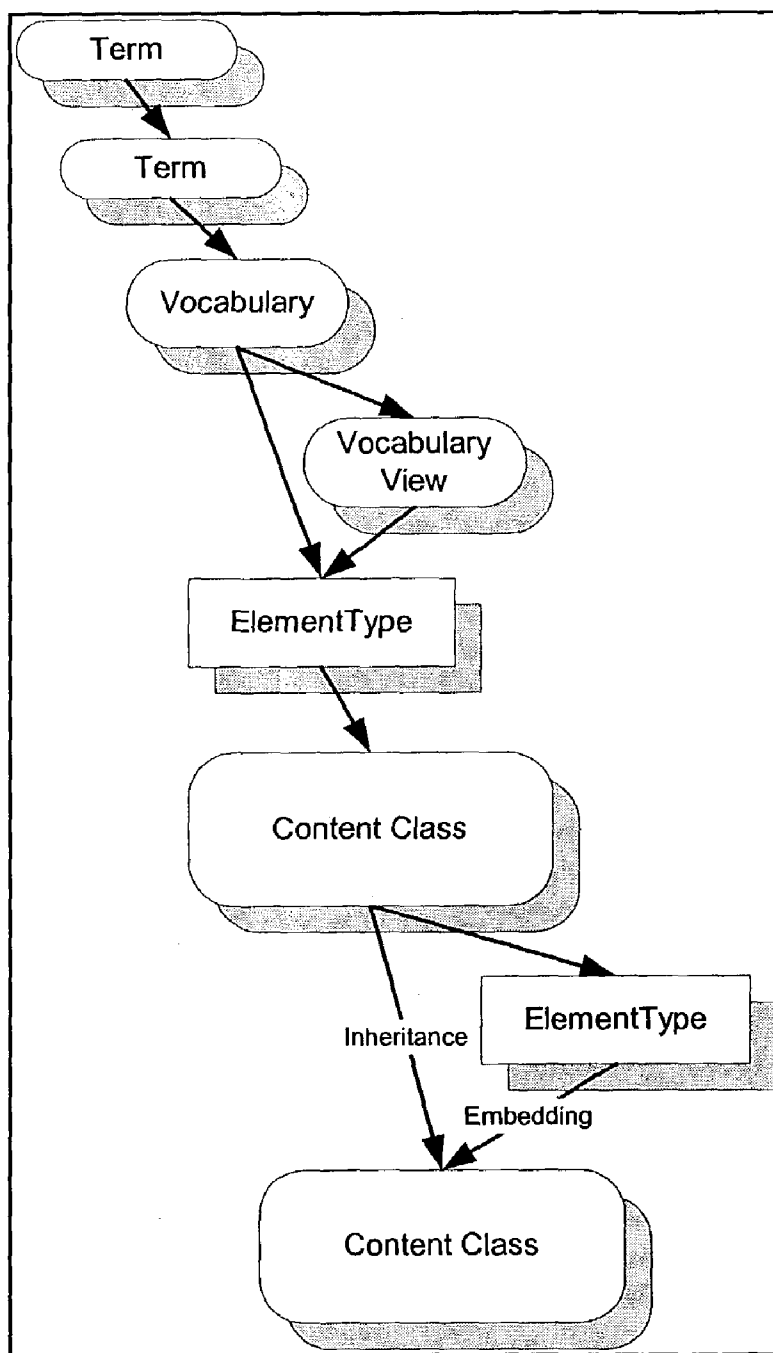 Term
Term
Vocabulary
Vocabulary
View
ElementType
Content Class
ElementType
Inheritance
Embedding
Content Class